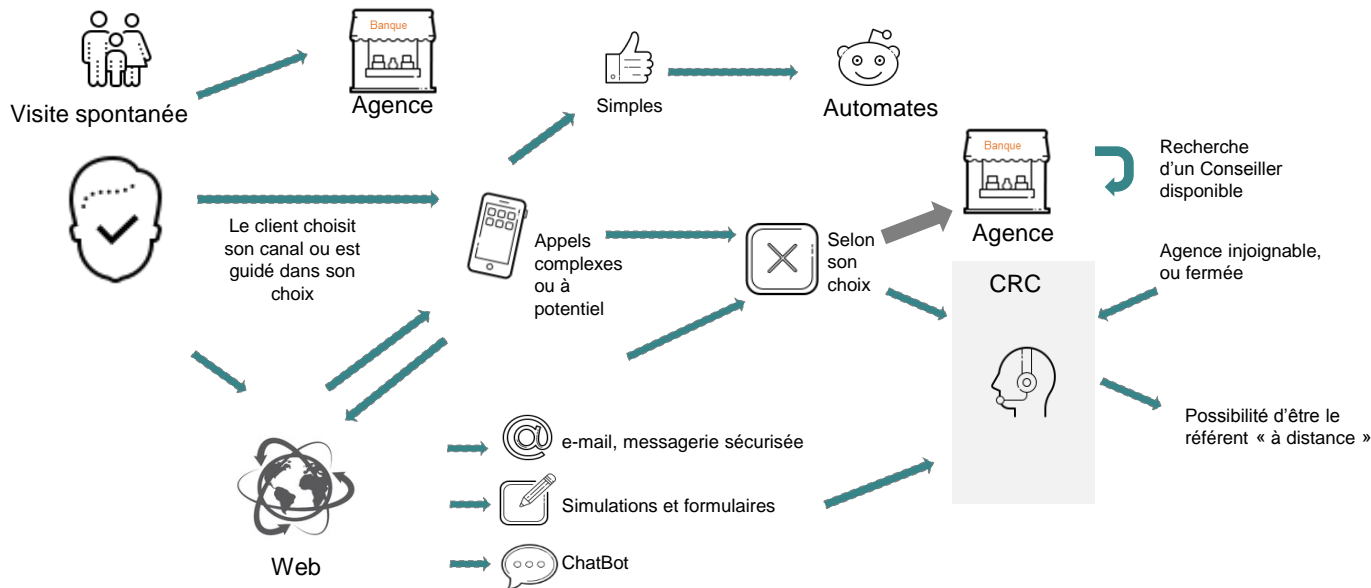 Banque
Visite spontanée
Agence
Simples
Automates
Banque
Agence
Recherche
d'un Conseiller
disponible
Le client choisit
son canal ou est
guidé dans son
choix
Appels
complexes
ou à
potentiel
Selon
son
choix
Agence injoignable,
ou fermée
CRC
Possibilité d'être le
référent « à distance »
e-mail, messagerie sécurisée
Simulations et formulaires
Web
ChatBot